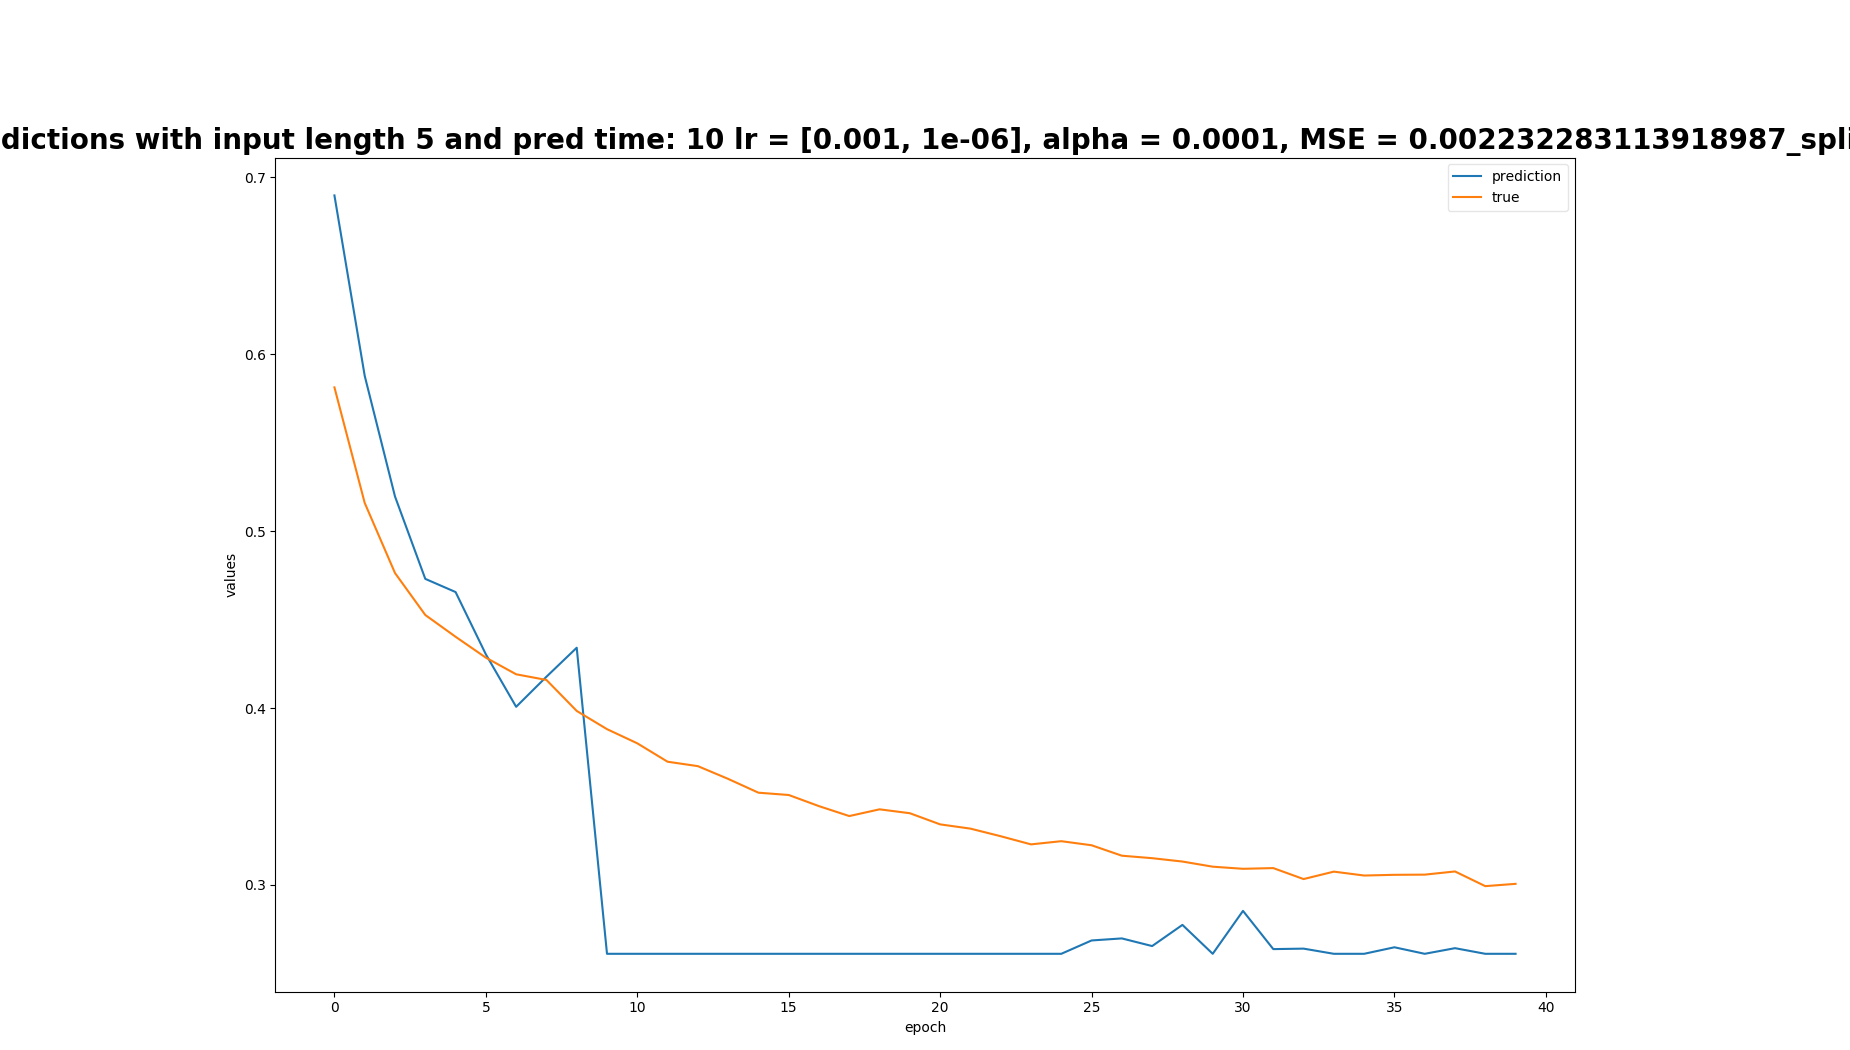 dictions with input length 5 and pred time: 10 lr = [0.001, 1e-06], alpha = 0.0001, MSE = 0.002232283113918987_spli
prediction
true
0.7
0.6
0.5
0.4
0.3
values
0 5 10 15 20 25 30 35 40
epoch